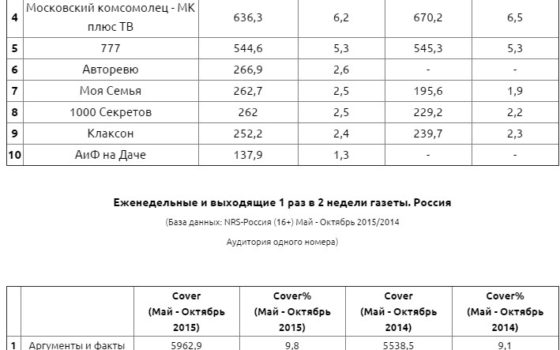 4 Московский комсомолец - МК плюс ТВ 636,3 6,2 670,2 6,5
5 777 544,6 5,3 545,3 5,3
6 Авторевю 266,9 2,6 - -
7 Моя Семья 262,7 2,5 195,6 1,9
8 1000 Секретов 262 2,5 229,2 2,2
9 Клаксон 252,2 2,4 239,7 2,3
10 АиФ на Даче 137,9 1,3 - -
Еженедельные и выходящие 1 раз в 2 недели газеты. Россия
(База данных: NRS-Россия (16+) Май - Октябрь 2015/2014
Аудитория одного номера)
Cover Cover% Cover Cover%
(Май - Октябрь (Май - Октябрь (Май - Октябрь (Май - Октябрь
2015) 2015) 2014) 2014)
1 Аргументы и факты 5962,9 9,8 5538,5 9,1